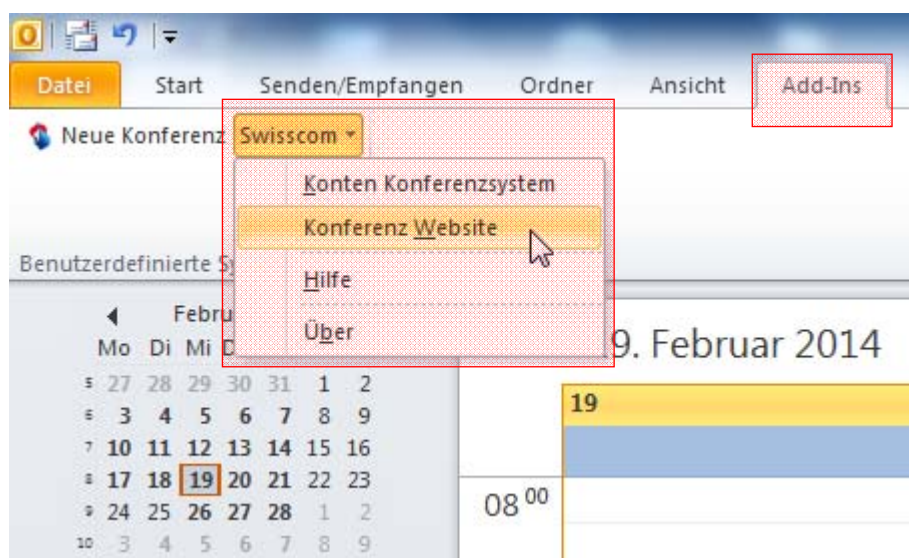 Datei Start Senden/Empfangen Ordner Ansicht Add-Ins
Neue Konferenz Swisscom
Konten Konferenzsystem
Konferenz Website
Benutzerdefinierte
Hilfe
Über
9. Februar 2014
Mo Di Mi D
5 27 28 29 30 31 1 2
6 3 4 5 6 7 8 9
7 10 11 12 13 14 15 16
8 17 18 19 20 21 22 23
9 24 25 26 27 28 1 2
10 3 4 5 6 7 8 9
19
08 00